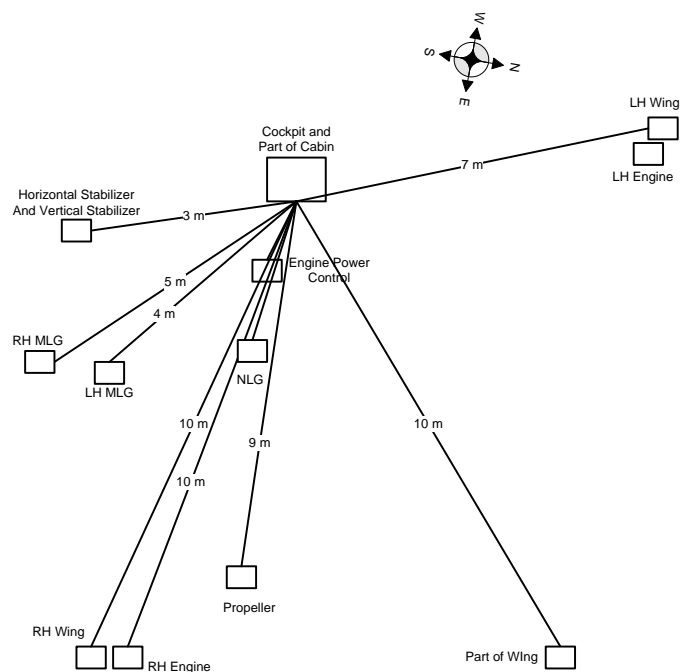 W
S
N
E
LH Wing
Cockpit and
Part of Cabin
7 m
LH Engine
Horizontal Stabilizer
And Vertical Stabilizer
3 m
Engine Power
Control
5 m
4 m
RH MLG
LH MLG
NLG
10 m
10 m
9 m
10 m
Propeller
RH Wing
RH Engine
Part of WIng